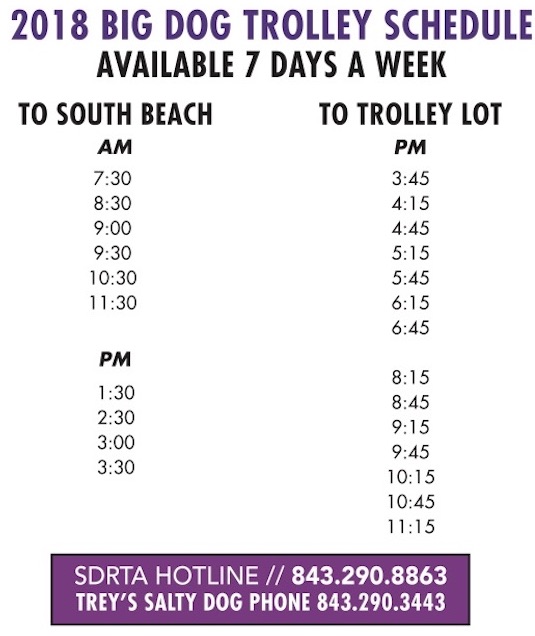 2018 BIG DOG TROLLEY SCHEDULE
AVAILABLE 7 DAYS A WEEK
TO SOUTH BEACH
AM
7:30
8:30
9:00
9:30
10:30
11:30
PM
1:30
2:30
3:00
3:30
TO TROLLEY LOT
PM
3:45
4:15
4:45
5:15
5:45
6:15
6:45
8:15
8:45
9:15
9:45
10:15
10:45
11:15
SDRTA HOTLINE // 843.290.8863
TREY'S SALTY DOG PHONE 843.290.3443